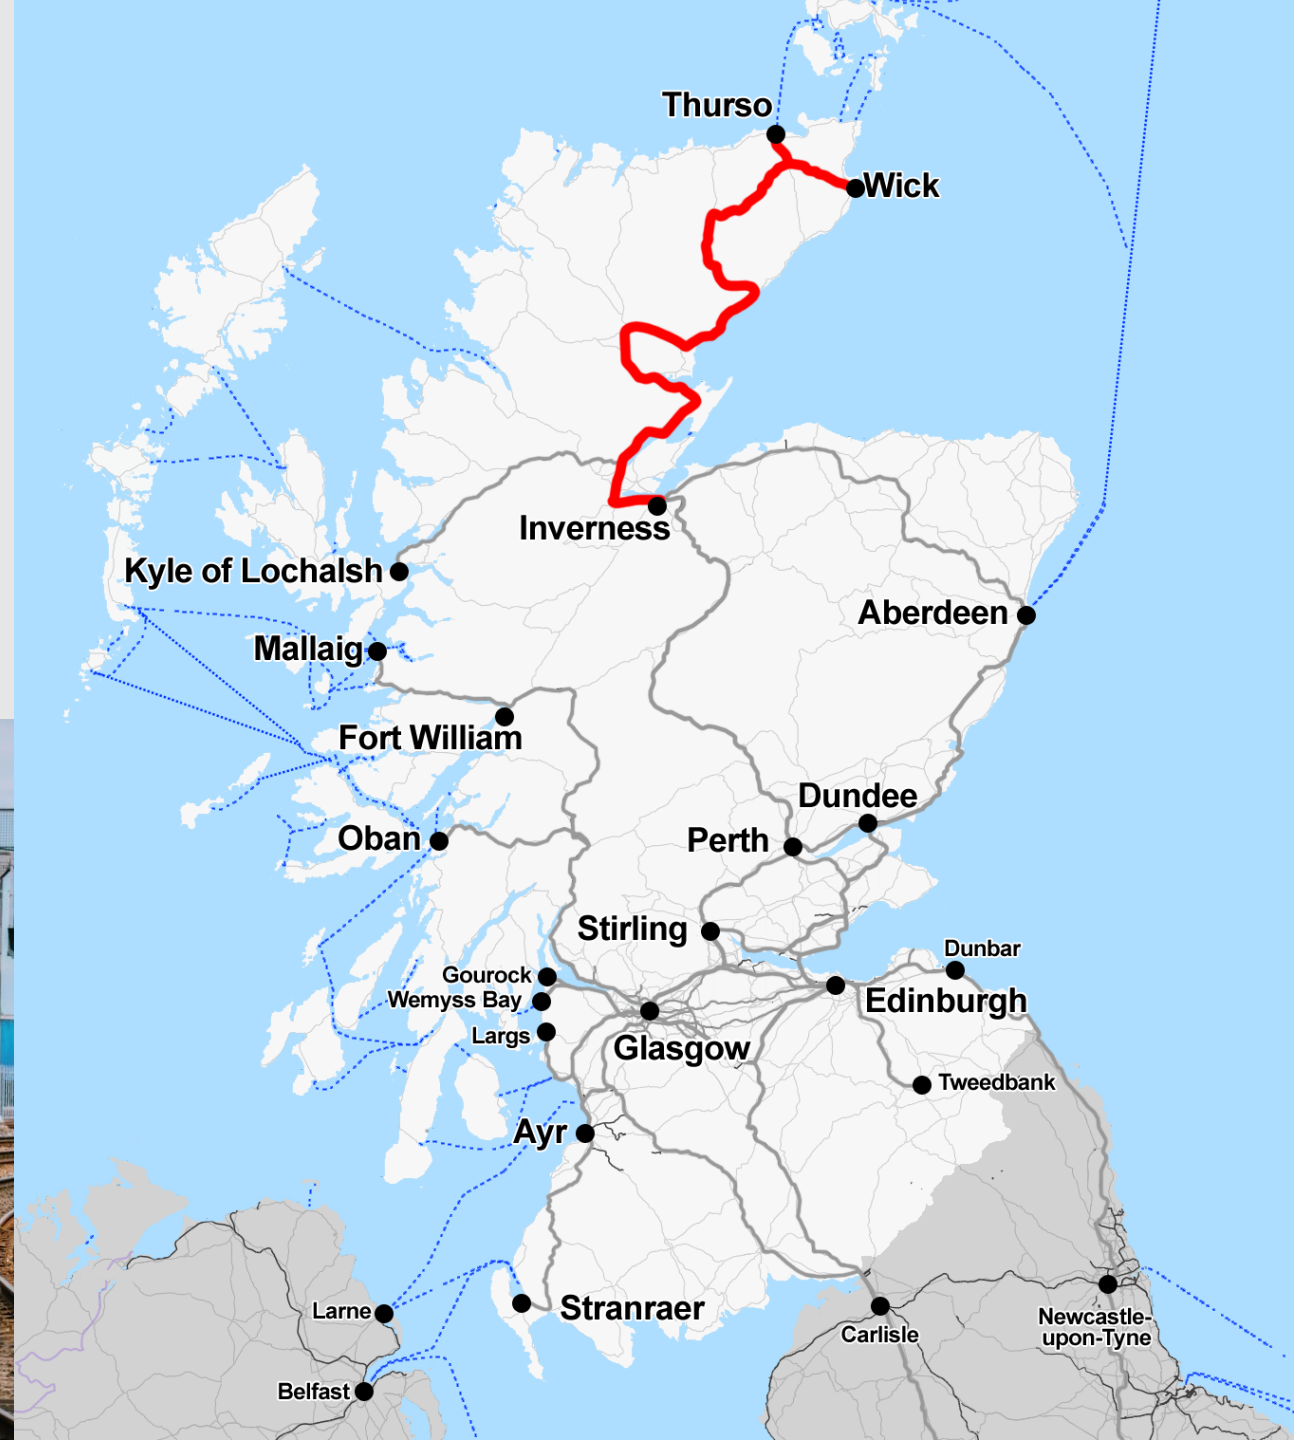 Thurso
Wick
Inverness
Kyle of Lochalsh
Aberdeen
Mallaig
Fort William
Dundee
Oban
Perth
Stirling
Dunbar
Gourock
Wemyss Bay
Edinburgh
Largs
Glasgow
Tweedbank
Ayr
Stranraer
Larne
Carlisle
Newcastle-
upon-Tyne
Belfast